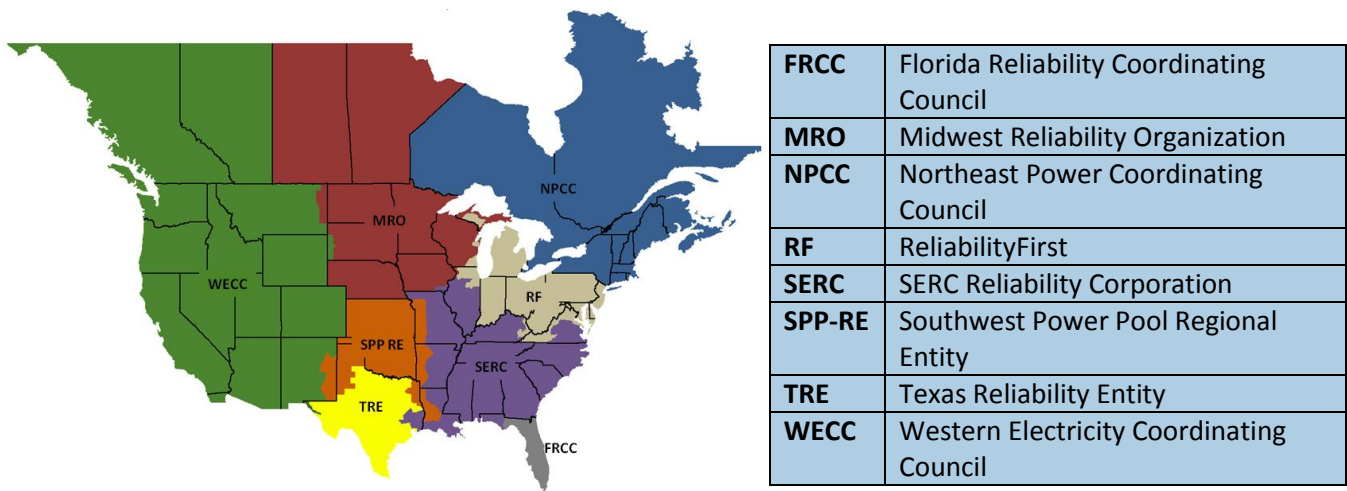 NPCC
MRO
WECC
RF
SPP RE
SERC
TRE
FRCC
FRCC Florida Reliability Coordinating
Council
MRO Midwest Reliability Organization
NPCC Northeast Power Coordinating
Council
RF ReliabilityFirst
SERC SERC Reliability Corporation
SPP-RE Southwest Power Pool Regional
Entity
TRE Texas Reliability Entity
WECC Western Electricity Coordinating
Council